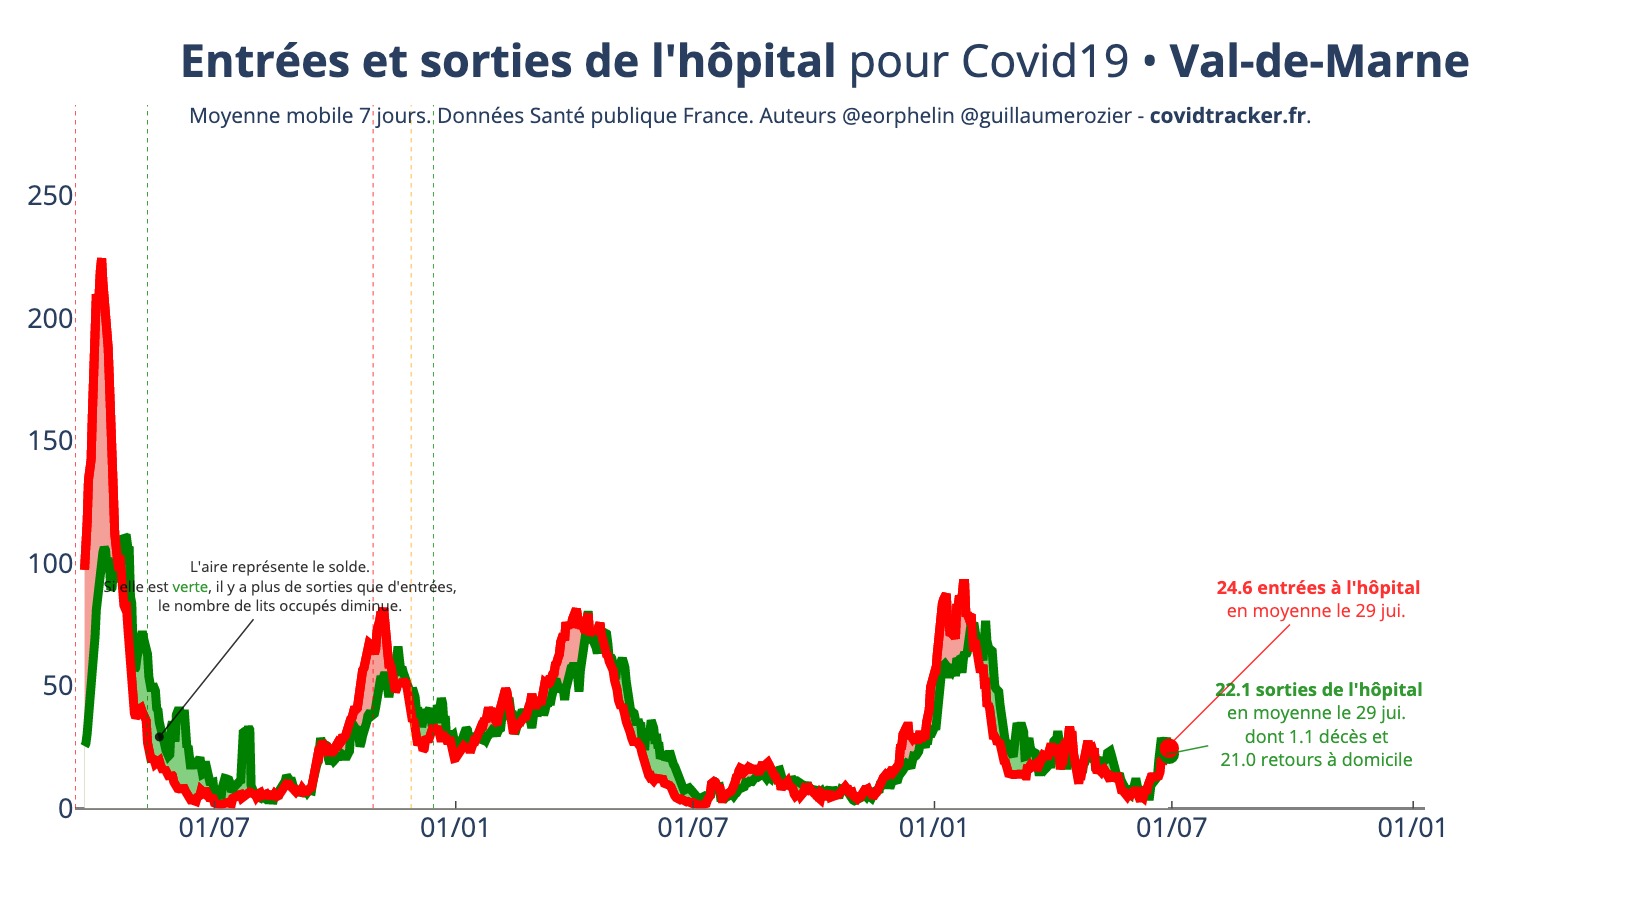 Entrées et sorties de l'hôpital pour Covid19 • Val-de-Marne
Moyenne mobile 7 jours. Données Santé publique France. Auteurs @eorphelin @guillaumerozier - covidtracker.fr.
250
200
150
100
50
0
L'aire représente le solde.
Si elle est verte, il y a plus de sorties que d'entrées,
le nombre de lits occupés diminue.
24.6 entrées à l'hôpital
en moyenne le 29 jui.
22.1 sorties de l'hôpital
en moyenne le 29 jui.
dont 1.1 décès et
21.0 retours à domicile
01/07
01/01
01/07
01/01
01/07
01/01